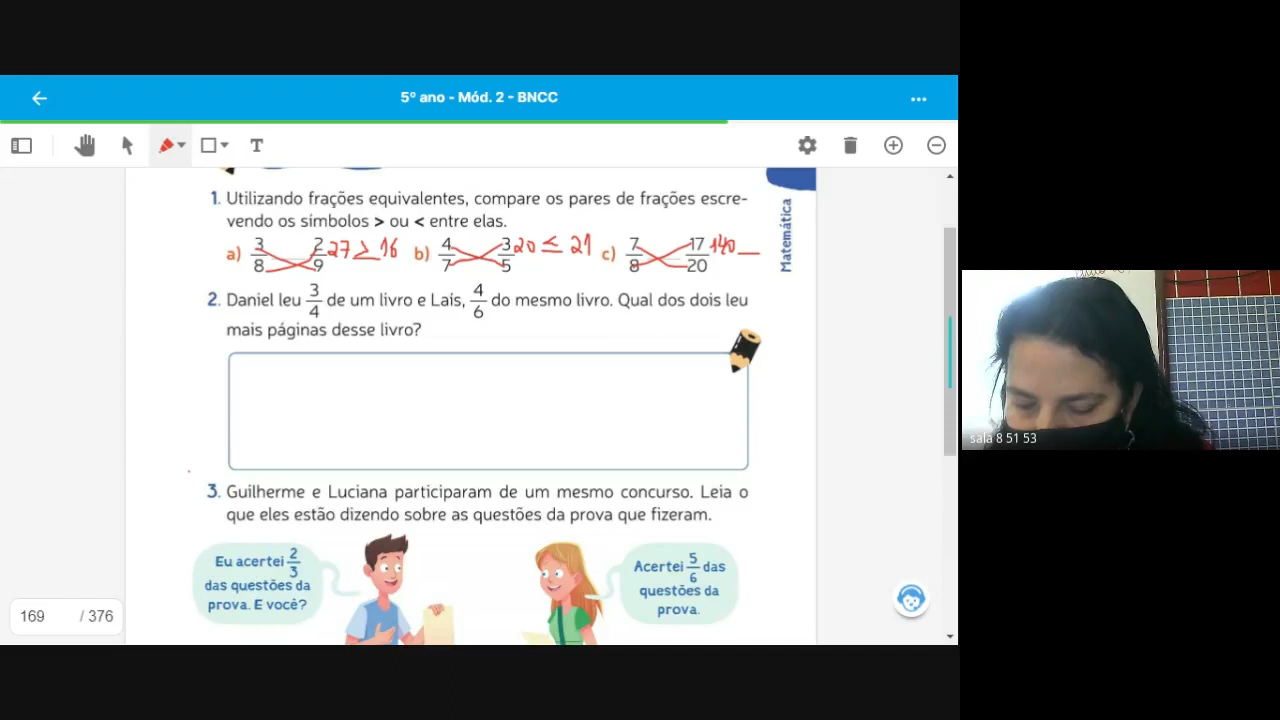 5º ano - Mód. 2 - BNCC
T
1. Utilizando frações equivalentes, compare os pares de frações escre-
vendo os símbolos > ou < entre elas.
a) 3/8 2/9 27 > 16 b) 4/7 3/5 20 < 21 c) 7/8 17/20 140
2. Daniel leu 3/4 de um livro e Laís, 4/6 do mesmo livro. Qual dos dois leu
mais páginas desse livro?
3. Guilherme e Luciana participaram de um mesmo concurso. Leia o
que eles estão dizendo sobre as questões da prova que fizeram.
Eu acertei 2/3
das questões da
prova. E você?
Acertei 5/6 das
questões da
prova.
Matemática
169 / 376
sala 8 51 53